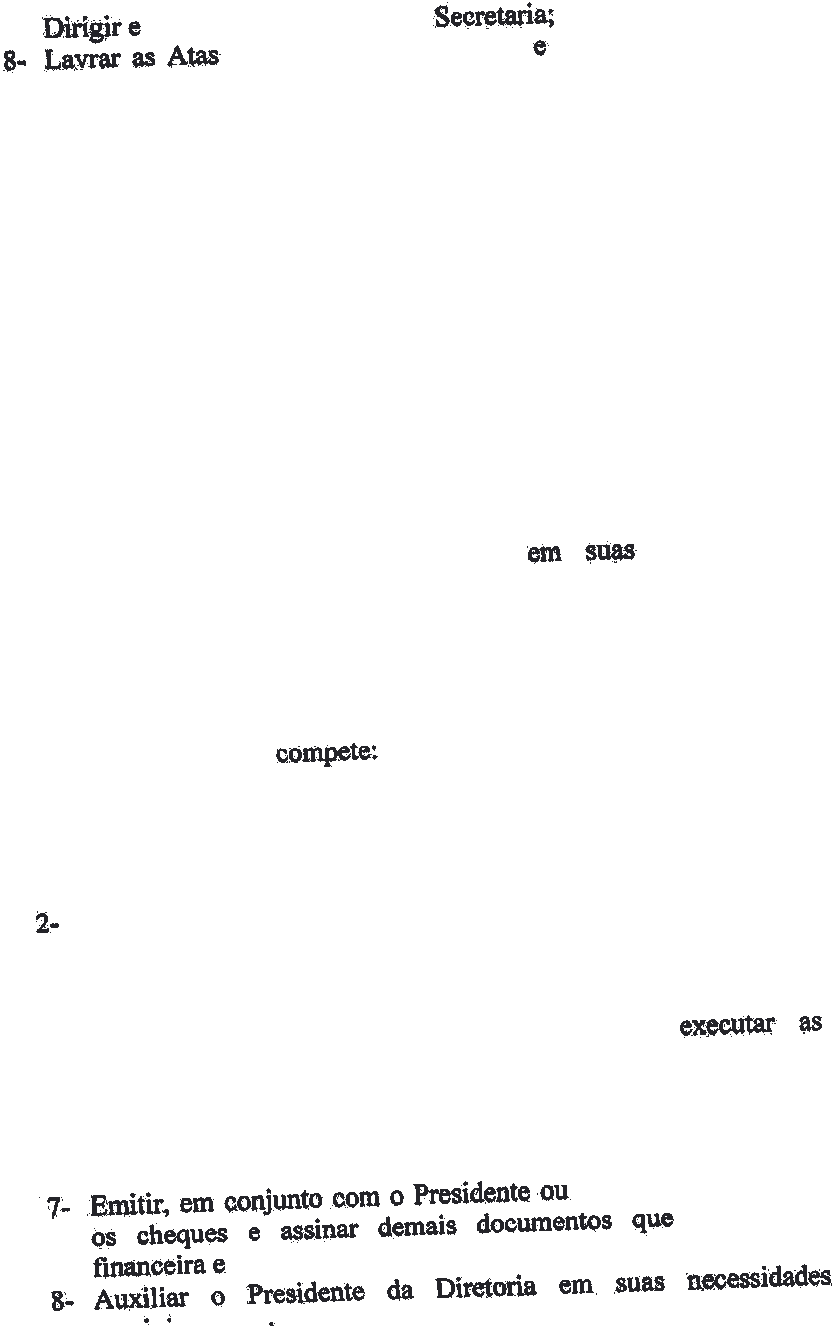 Dirigir e Secretaria;
8- Lavrar as Atas e
em suas
compete:
2-
executar as
7- Emitir, em conjunto com o Presidente ou
os cheques e assinar demais documentos que
financeira e
8- Auxiliar o Presidente da Diretoria em suas necessidades